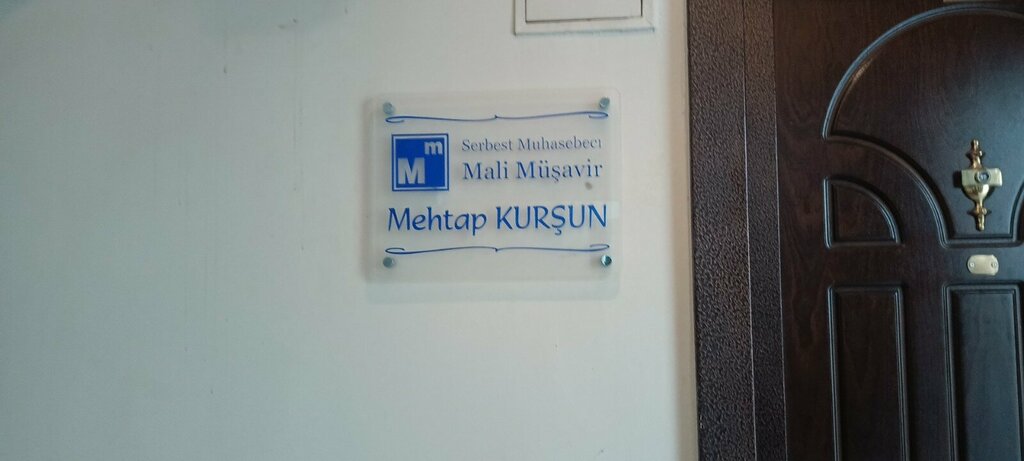 Mm
Serbest Muhasebeci
Mali Müşavir
Mehtap KURŞUN